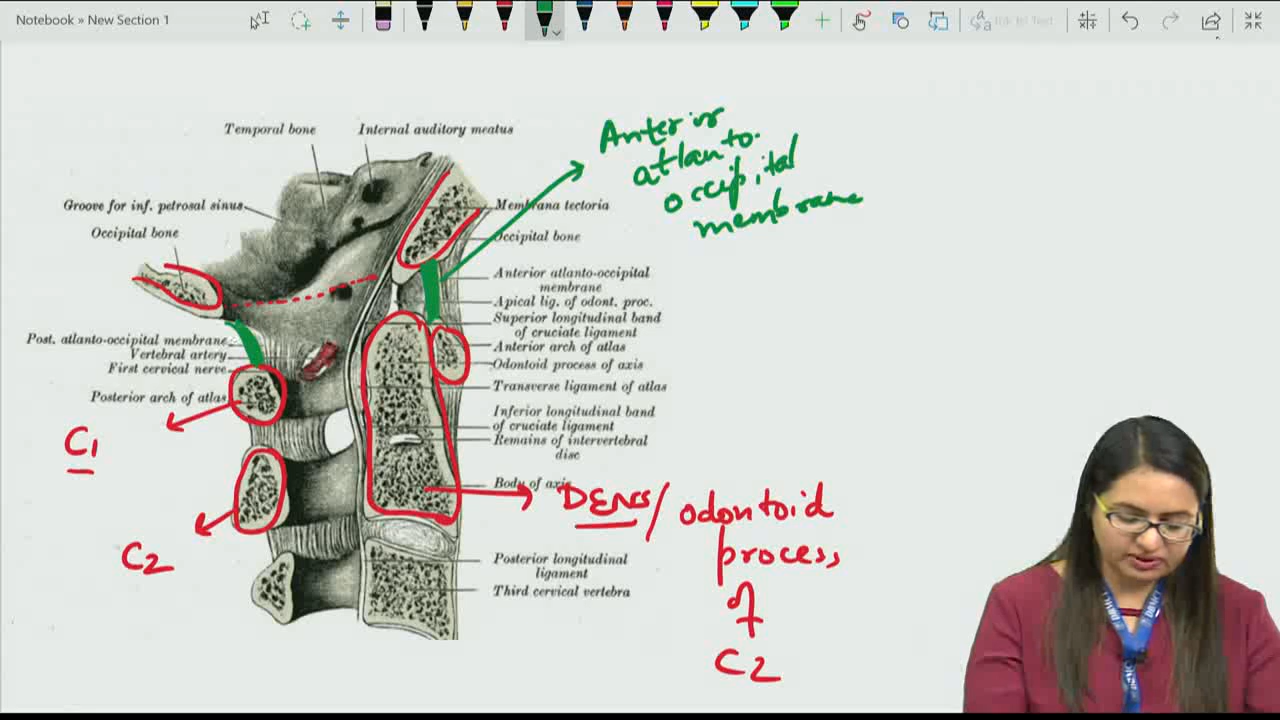 Notebook » New Section 1
Ink to Text
Temporal bone
Internal auditory meatus
Groove for inf. petrosal sinus
Occipital bone
Post. atlanto-occipital membrane
Vertebral artery
First cervical nerve
Posterior arch of atlas
C1
C2
Membrana tectoria
Occipital bone
Anterior atlanto-occipital
membrane
Apical lig. of odont. proc.
Superior longitudinal band
of cruciate ligament
Anterior arch of atlas
Odontoid process of axis
Transverse ligament of atlas
Inferior longitudinal band
of cruciate ligament
Remains of intervertebral
disc
Body of axis
Posterior longitudinal
ligament
Third cervical vertebra
Anterior
atlanto.
occipital
membrane
DENS/ odontoid
process
of
C2